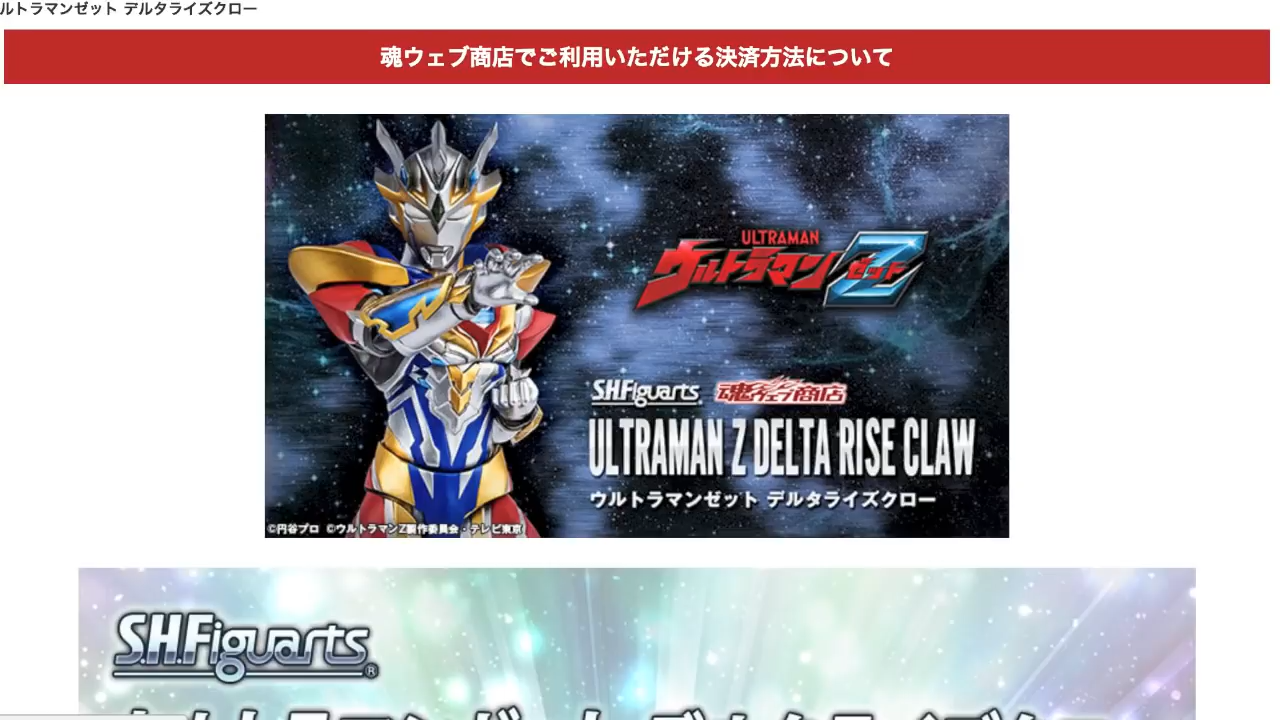 ルトラマンゼット デルタライズクロー
魂ウェブ商店でご利用いただける決済方法について
ULTRAMAN
ウルトラマンZ
ゼット
S.H.Figuarts
魂ウェブ商店
ULTRAMAN Z DELTA RISE CLAW
ウルトラマンゼット デルタライズクロー
©円谷プロ ©ウルトラマンZ製作委員会・テレビ東京
S.H.Figuarts®